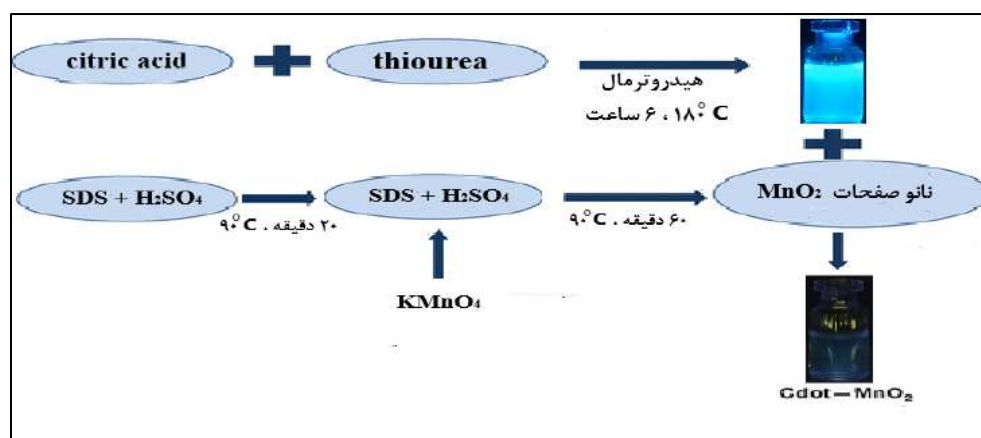 citric acid
thiourea
هیدروترمال
۱۸۰° C ، ۶ ساعت
SDS + H₂SO₄
۲۰ دقیقه ، ۹۰°C
SDS + H₂SO₄
۶۰ دقیقه ، ۹۰°C
نانو صفحات MnO₂
KMnO₄
Cdot–MnO₂